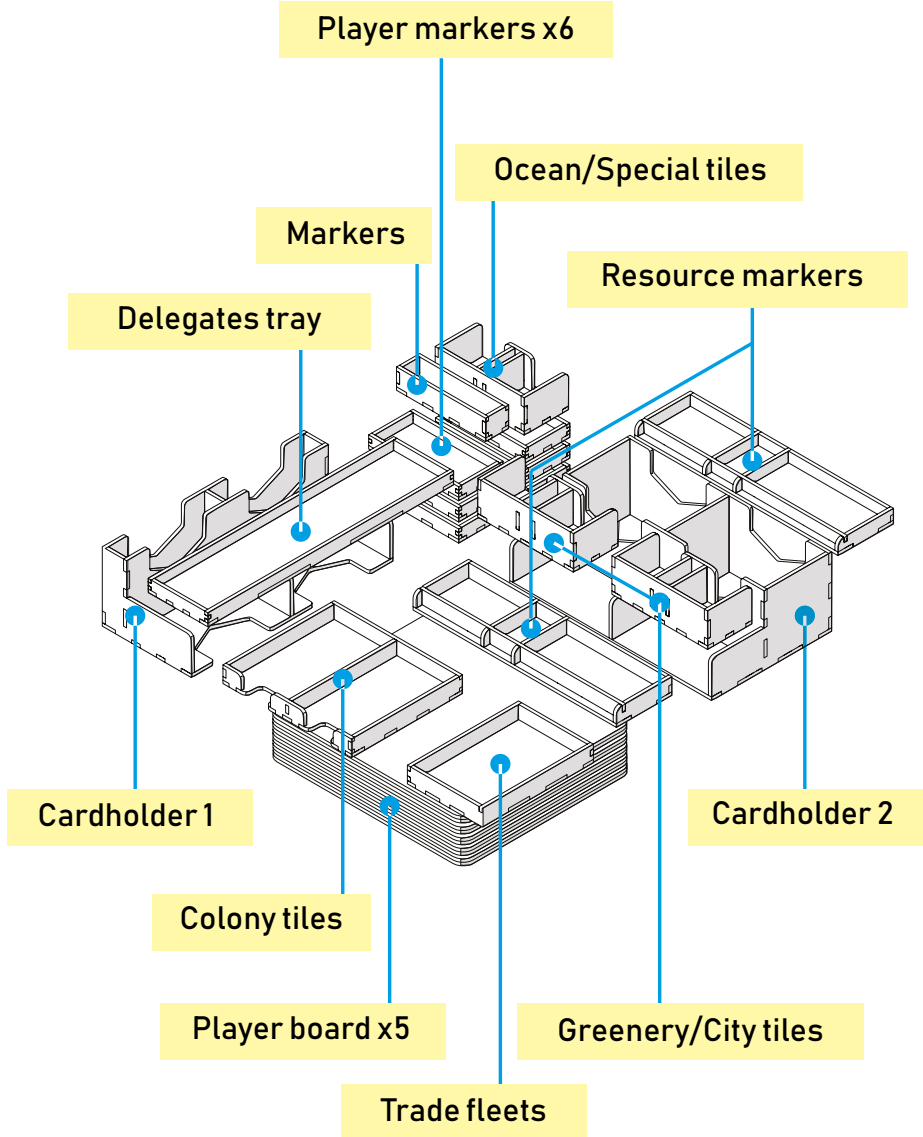 Player markers x6
Ocean/Special tiles
Markers
Resource markers
Delegates tray
Cardholder 1
Cardholder 2
Colony tiles
Player board x5
Greenery/City tiles
Trade fleets